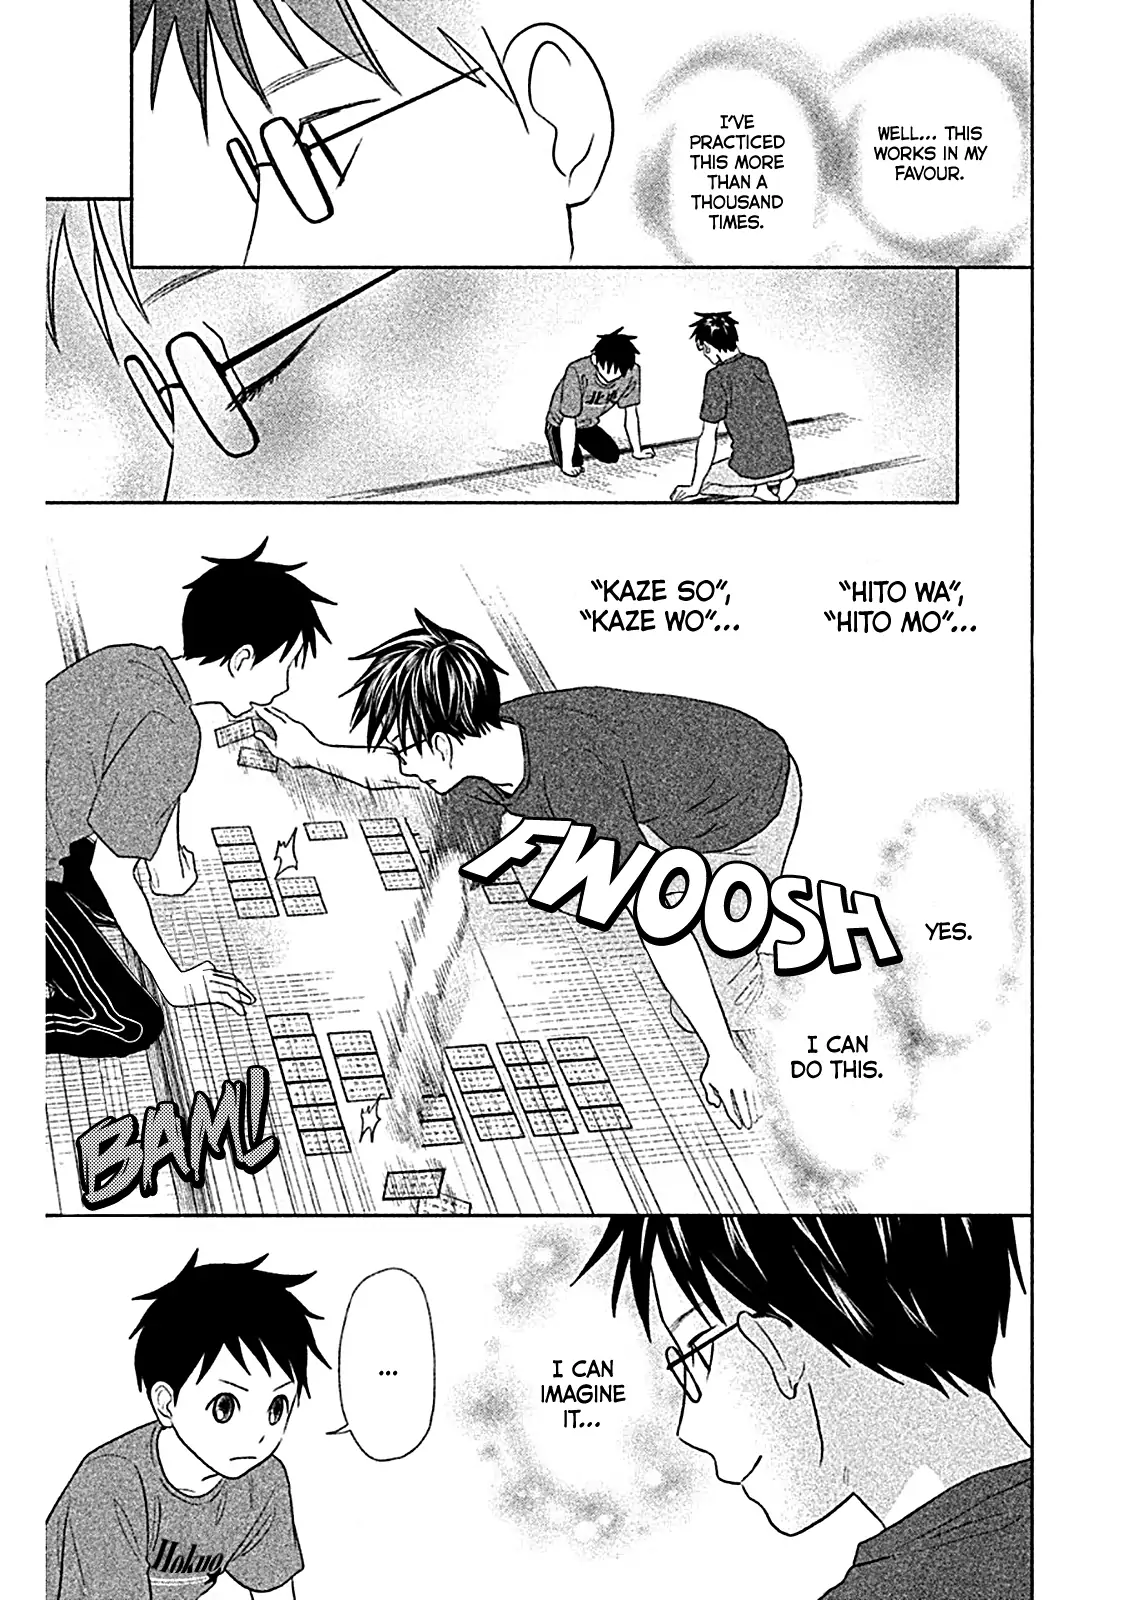 WELL... THIS
WORKS IN MY
FAVOUR.
I'VE
PRACTICED
THIS MORE
THAN A
THOUSAND
TIMES.
北
"HITO WA",
"HITO MO"...
"KAZE SO",
"KAZE WO"...
FWOOSH
YES.
I CAN
DO THIS.
BAM!
I CAN
IMAGINE
IT...
...
Hokuo